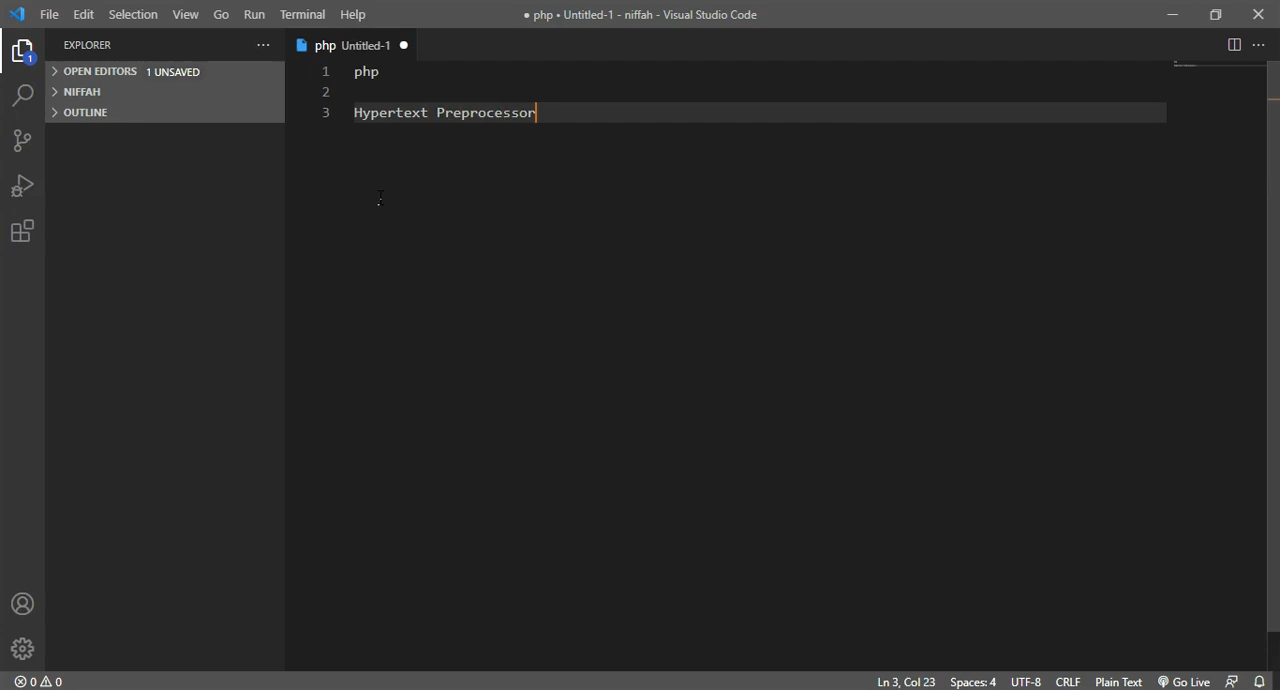 File Edit Selection View Go Run Terminal Help
● php • Untitled-1 - niffah - Visual Studio Code
1
EXPLORER
php Untitled-1
OPEN EDITORS 1 UNSAVED
NIFFAH
OUTLINE
1 php
2
3 Hypertext Preprocessor
0 0
Ln 3, Col 23 Spaces: 4 UTF-8 CRLF Plain Text Go Live